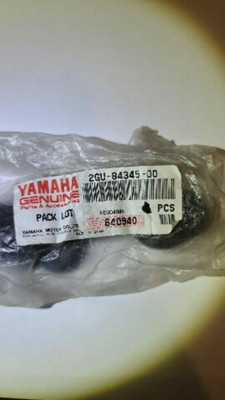 2GU-84345-00
YAMAHA
GENUINE
Parts & Accessories
PACK LOT
PCS
640940
YAMAHA MOTOR CO., LTD.